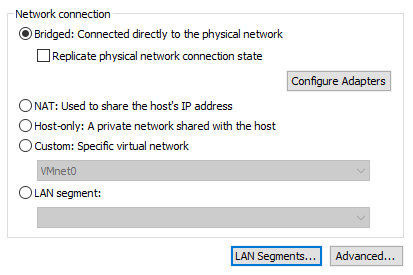 Network connection
Bridged: Connected directly to the physical network
Replicate physical network connection state
Configure Adapters
NAT: Used to share the host's IP address
Host-only: A private network shared with the host
Custom: Specific virtual network
VMnet0
LAN segment:
LAN Segments... Advanced...